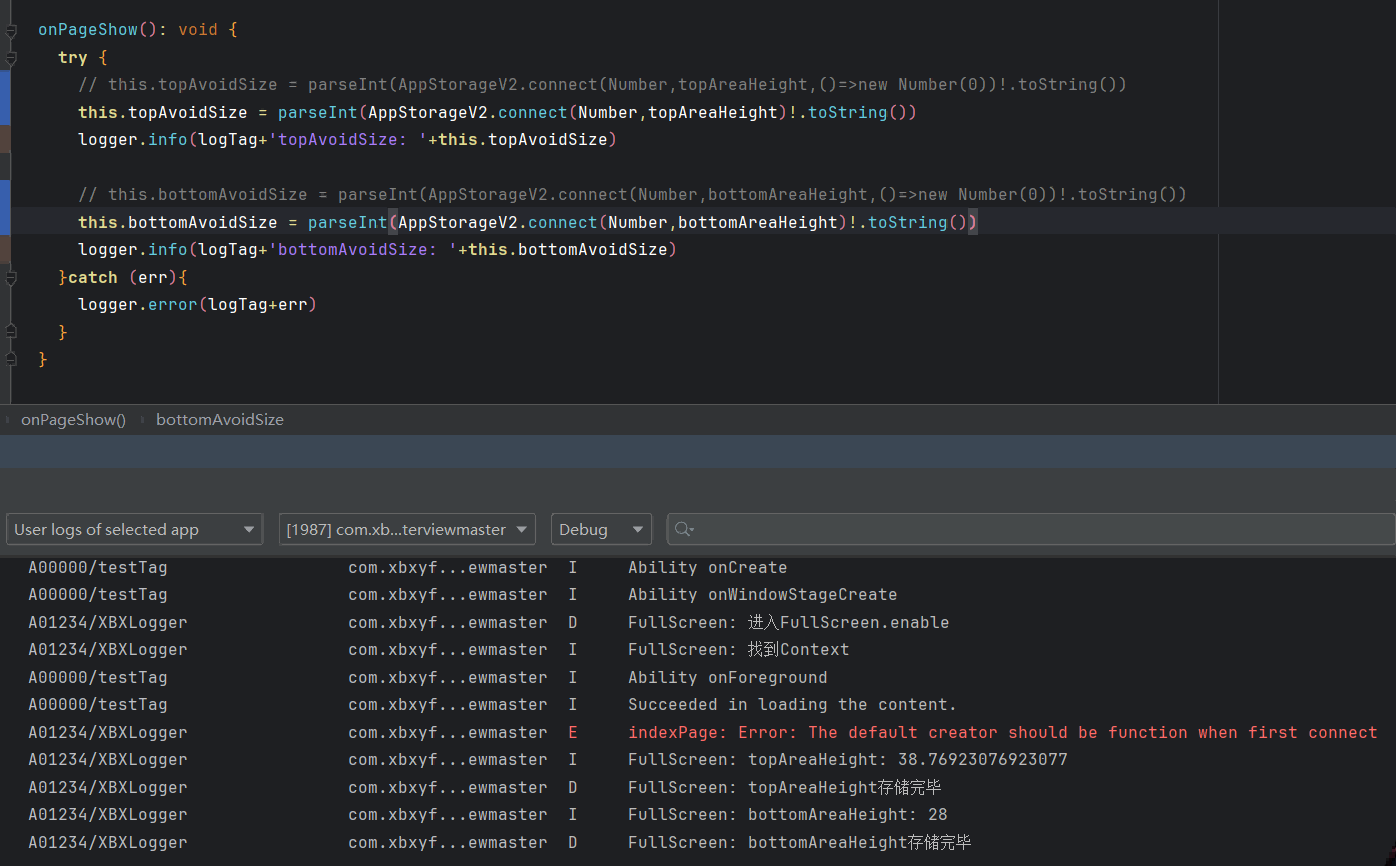 onPageShow(): void {
try {
// this.topAvoidSize = parseInt(AppStorageV2.connect(Number,topAreaHeight,()=>new Number(0))!.toString())
this.topAvoidSize = parseInt(AppStorageV2.connect(Number,topAreaHeight)!.toString())
logger.info(logTag+'topAvoidSize: '+this.topAvoidSize)
// this.bottomAvoidSize = parseInt(AppStorageV2.connect(Number,bottomAreaHeight,()=>new Number(0))!.toString())
this.bottomAvoidSize = parseInt(AppStorageV2.connect(Number,bottomAreaHeight)!.toString())
logger.info(logTag+'bottomAvoidSize: '+this.bottomAvoidSize)
}catch (err){
logger.error(logTag+err)
}
}
onPageShow() › bottomAvoidSize
User logs of selected app [1987] com.xb...terviewmaster Debug
A00000/testTag com.xbxyf...ewmaster I Ability onCreate
A00000/testTag com.xbxyf...ewmaster I Ability onWindowStageCreate
A01234/XBXLogger com.xbxyf...ewmaster D FullScreen: 进入FullScreen.enable
A01234/XBXLogger com.xbxyf...ewmaster I FullScreen: 找到Context
A00000/testTag com.xbxyf...ewmaster I Ability onForeground
A00000/testTag com.xbxyf...ewmaster I Succeeded in loading the content.
A01234/XBXLogger com.xbxyf...ewmaster E indexPage: Error: The default creator should be function when first connect
A01234/XBXLogger com.xbxyf...ewmaster I FullScreen: topAreaHeight: 38.76923076923077
A01234/XBXLogger com.xbxyf...ewmaster D FullScreen: topAreaHeight存储完毕
A01234/XBXLogger com.xbxyf...ewmaster I FullScreen: bottomAreaHeight: 28
A01234/XBXLogger com.xbxyf...ewmaster D FullScreen: bottomAreaHeight存储完毕